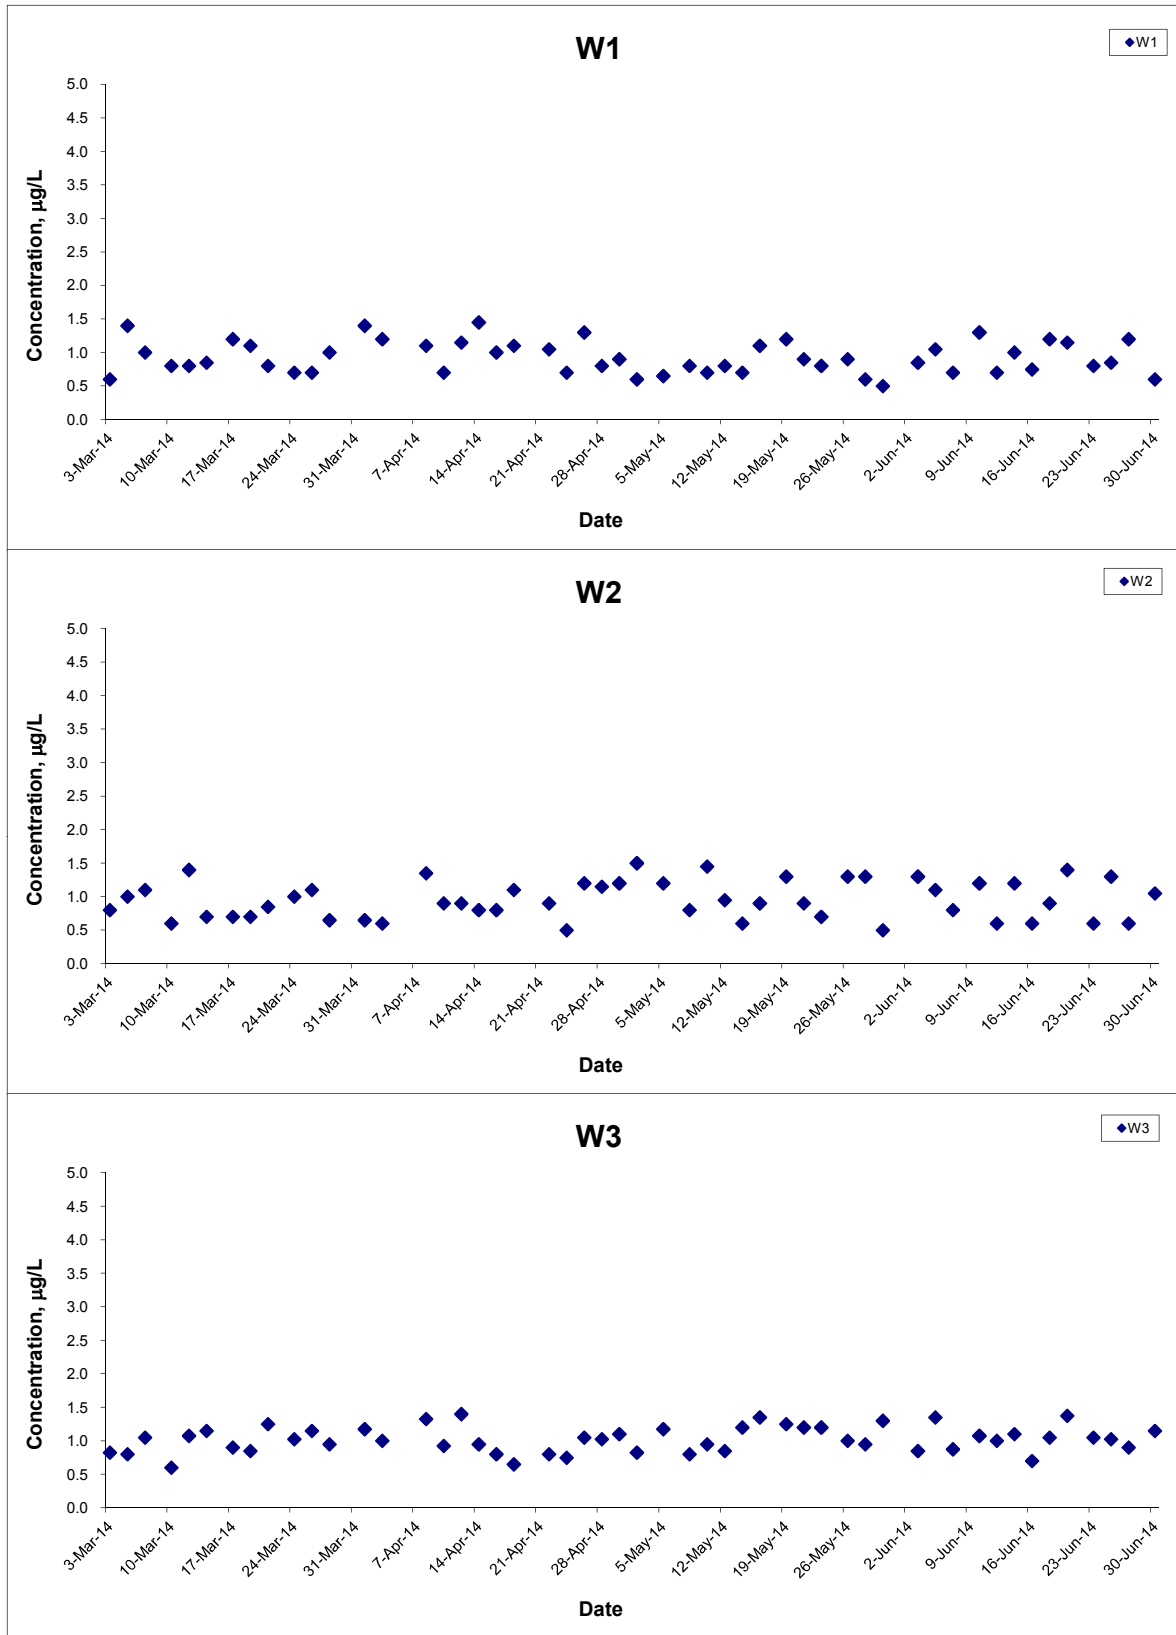 W1
W1
5.0
4.5
4.0
3.5
3.0
2.5
2.0
1.5
1.0
0.5
0.0
Concentration, µg/L
3-Mar-14 10-Mar-14 17-Mar-14 24-Mar-14 31-Mar-14 7-Apr-14 14-Apr-14 21-Apr-14 28-Apr-14 5-May-14 12-May-14 19-May-14 26-May-14 2-Jun-14 9-Jun-14 16-Jun-14 23-Jun-14 30-Jun-14
Date
W2
W2
5.0
4.5
4.0
3.5
3.0
2.5
2.0
1.5
1.0
0.5
0.0
Concentration, µg/L
3-Mar-14 10-Mar-14 17-Mar-14 24-Mar-14 31-Mar-14 7-Apr-14 14-Apr-14 21-Apr-14 28-Apr-14 5-May-14 12-May-14 19-May-14 26-May-14 2-Jun-14 9-Jun-14 16-Jun-14 23-Jun-14 30-Jun-14
Date
W3
W3
5.0
4.5
4.0
3.5
3.0
2.5
2.0
1.5
1.0
0.5
0.0
Concentration, µg/L
3-Mar-14 10-Mar-14 17-Mar-14 24-Mar-14 31-Mar-14 7-Apr-14 14-Apr-14 21-Apr-14 28-Apr-14 5-May-14 12-May-14 19-May-14 26-May-14 2-Jun-14 9-Jun-14 16-Jun-14 23-Jun-14 30-Jun-14
Date